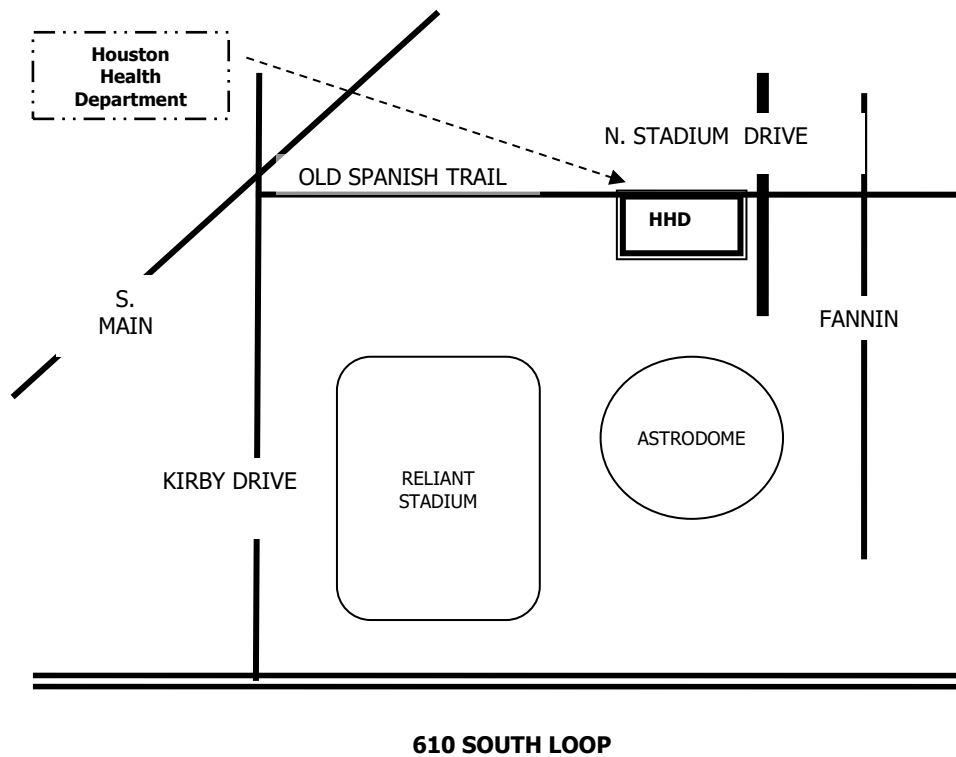 Houston
Health
Department
N. STADIUM DRIVE
OLD SPANISH TRAIL
HHD
S.
MAIN
FANNIN
ASTRODOME
KIRBY DRIVE
RELIANT
STADIUM
610 SOUTH LOOP